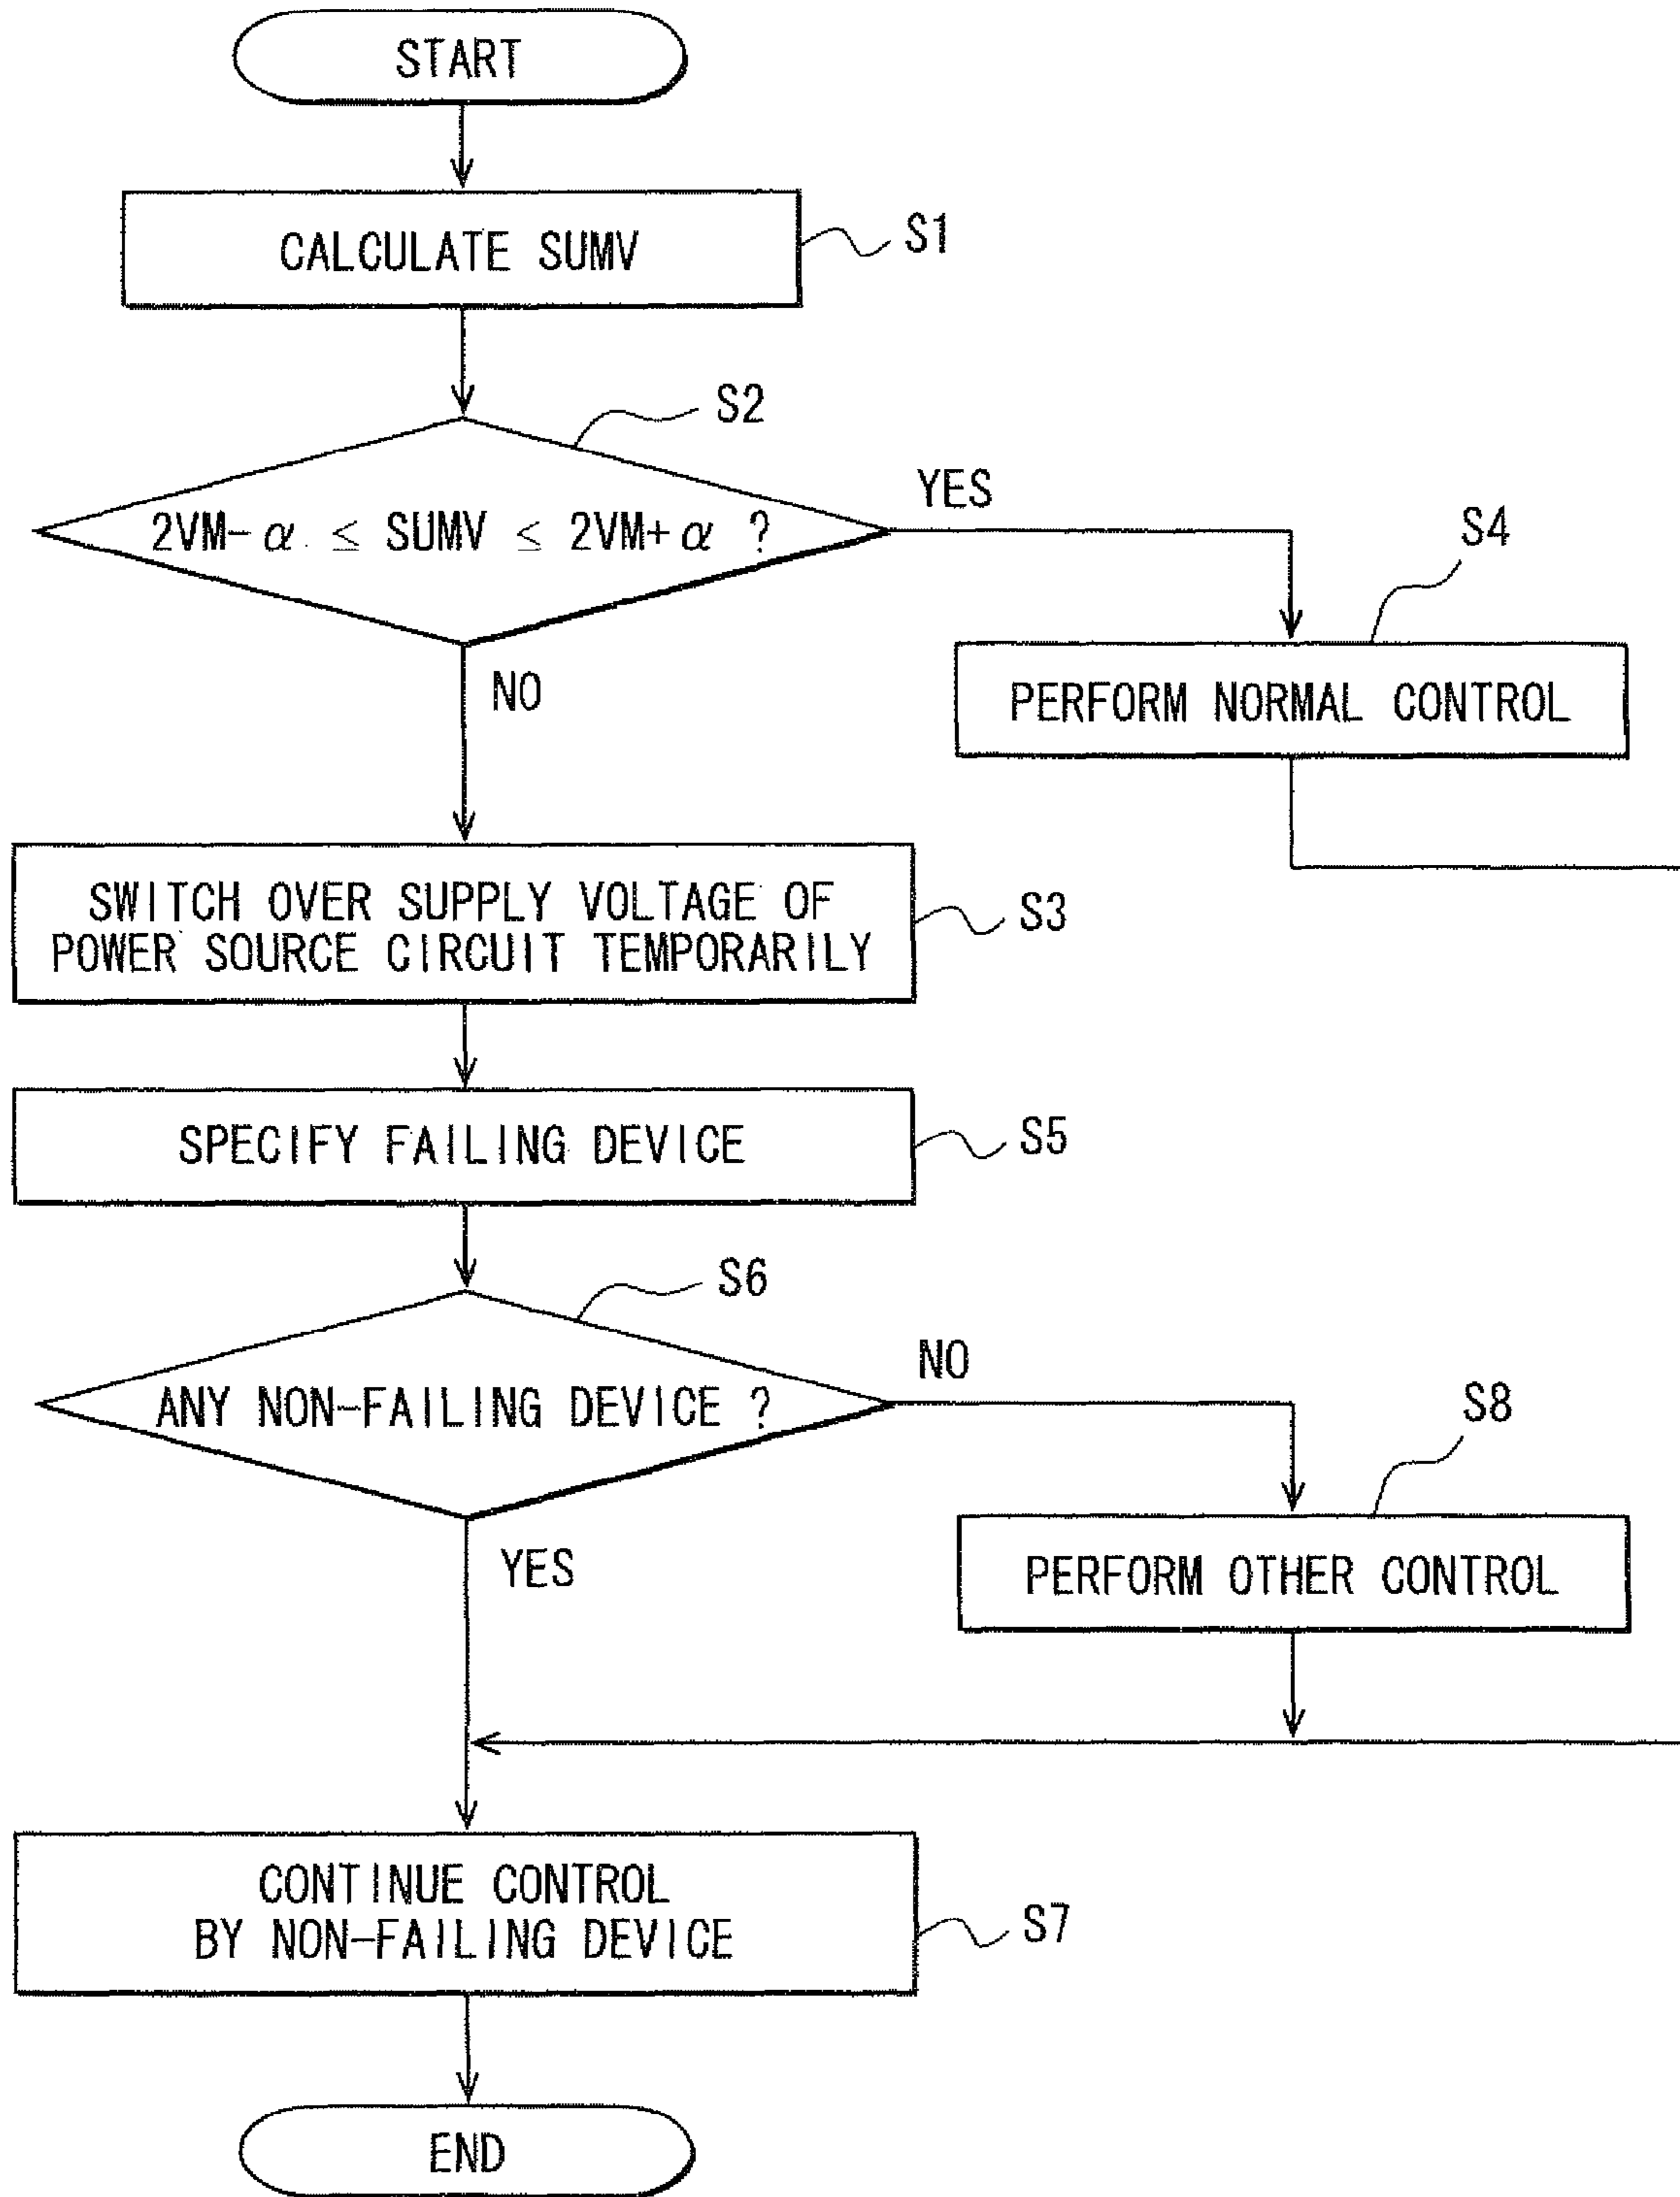 START
CALCULATE SUMV
S1
S2
2VM-α ≤ SUMV ≤ 2VM+α ?
YES
NO
S4
PERFORM NORMAL CONTROL
SWITCH OVER SUPPLY VOLTAGE OF
POWER SOURCE CIRCUIT TEMPORARILY
S3
SPECIFY FAILING DEVICE
S5
S6
ANY NON-FAILING DEVICE ?
NO
YES
S8
PERFORM OTHER CONTROL
CONTINUE CONTROL
BY NON-FAILING DEVICE
S7
END